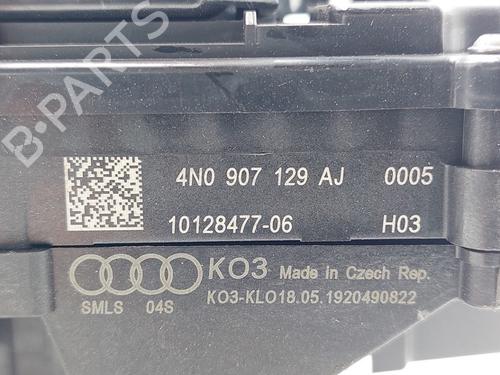 B-PARTS
4N0 907 129 AJ 0005
10128477-06 H03
KO3 Made in Czech Rep.
SMLS 04S KO3-KLO18.05.1920490822